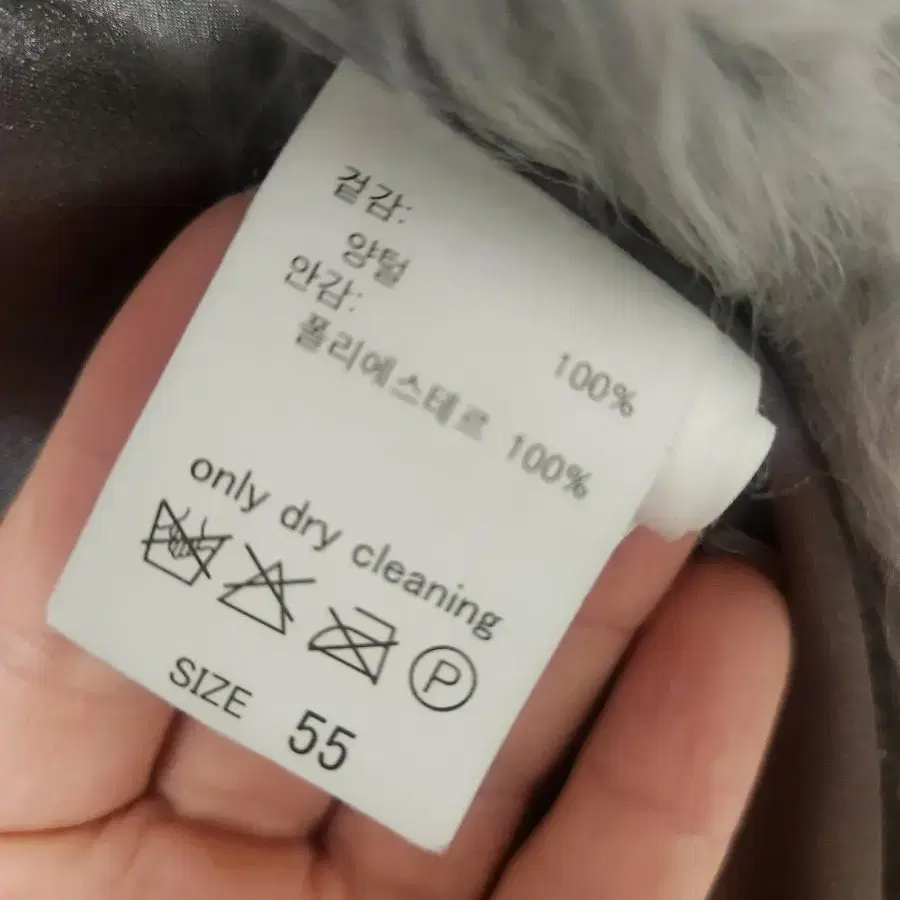 겉감:
양털 100%
안감:
폴리에스테르 100%
only dry cleaning
P
SIZE 55